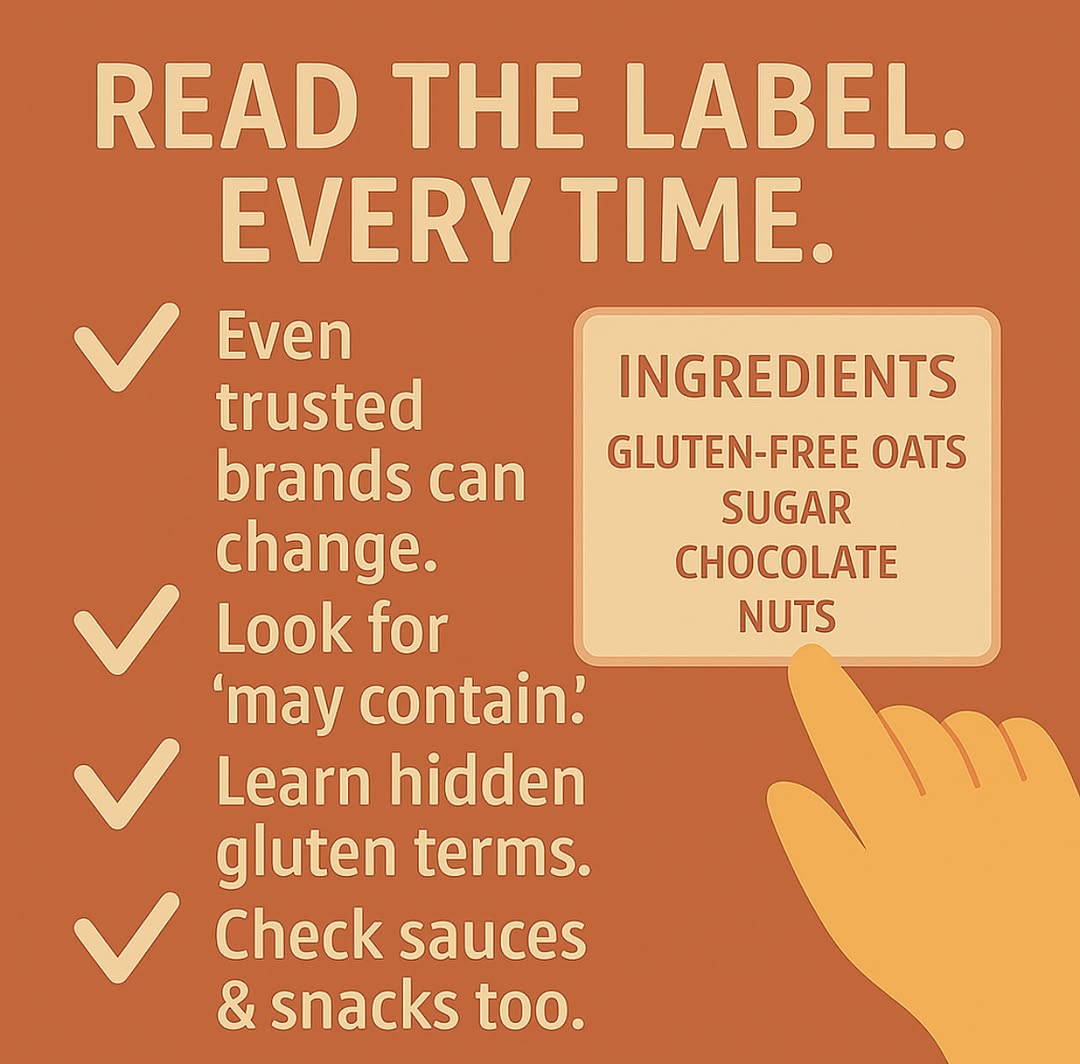 READ THE LABEL.
EVERY TIME.
Even
trusted
brands can
change.
Look for
‘may contain.’
Learn hidden
gluten terms.
Check sauces
& snacks too.
INGREDIENTS
GLUTEN-FREE OATS
SUGAR
CHOCOLATE
NUTS